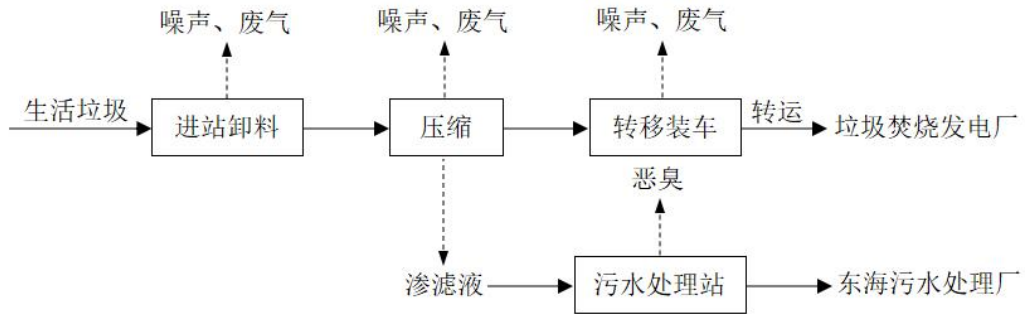 噪声、废气
噪声、废气
噪声、废气
生活垃圾
进站卸料
压缩
转移装车
转运
垃圾焚烧发电厂
恶臭
渗滤液
污水处理站
东海污水处理厂